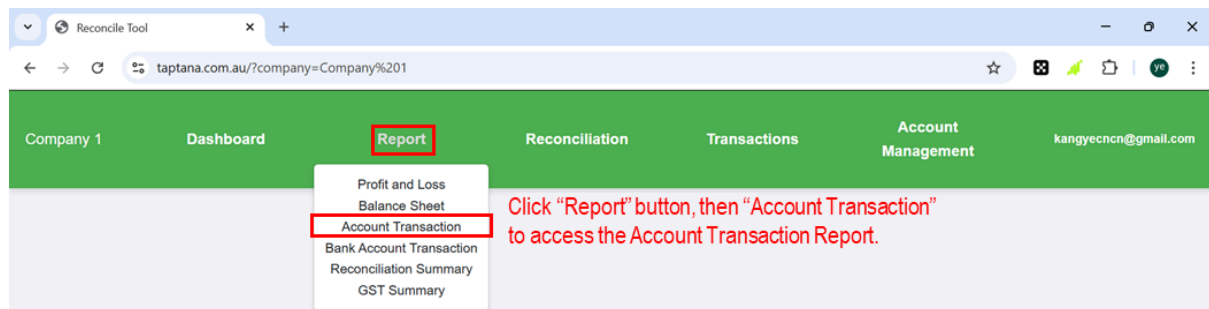 Reconcile Tool
taptana.com.au/?company=Company%201
ye
Company 1
Dashboard
Report
Reconciliation
Transactions
Account
Management
kangyecncn@gmail.com
Profit and Loss
Balance Sheet
Account Transaction
Bank Account Transaction
Reconciliation Summary
GST Summary
Click “Report” button, then “Account Transaction”
to access the Account Transaction Report.